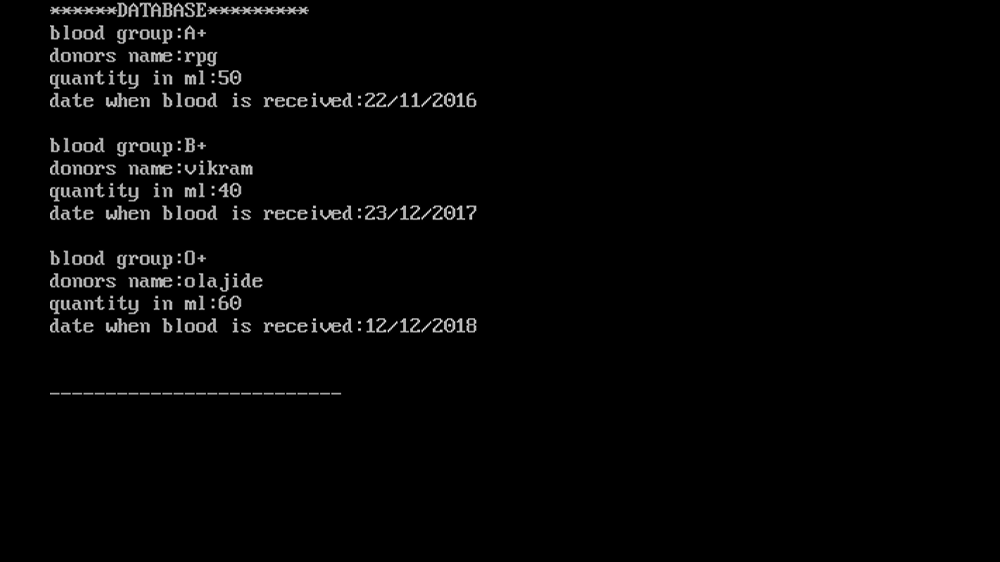 ******DATABASE*********
blood group:A+
donors name:rpg
quantity in ml:50
date when blood is received:22/11/2016
blood group:B+
donors name:vikram
quantity in ml:40
date when blood is received:23/12/2017
blood group:O+
donors name:olajide
quantity in ml:60
date when blood is received:12/12/2018
--------------------------